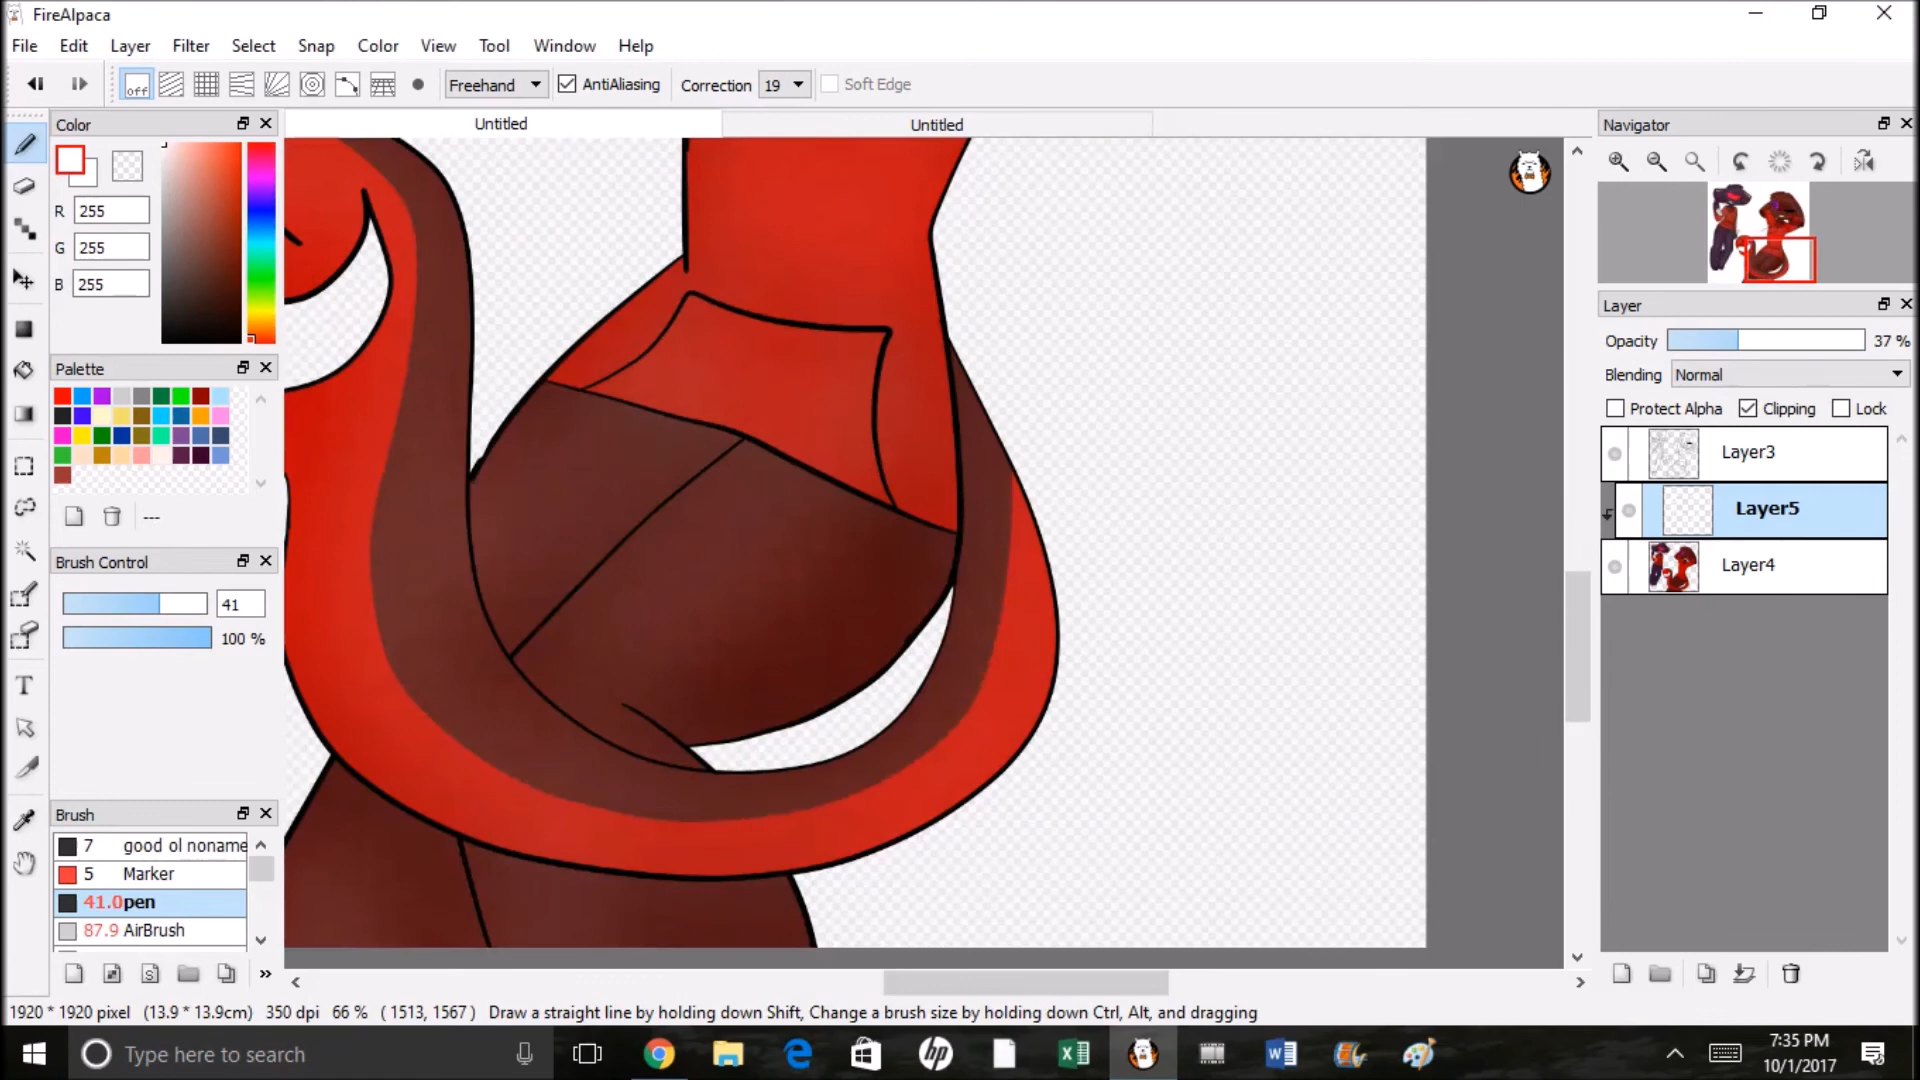 FireAlpaca
File Edit Layer Filter Select Snap Color View Tool Window Help
off Freehand AntiAliasing Correction 19 Soft Edge
Color
R 255
G 255
B 255
Palette
---
Brush Control
41
100 %
Brush
7 good ol noname
5 Marker
41.0 pen
87.9 AirBrush
S
»
Untitled
Untitled
Navigator
Layer
Opacity 37 %
Blending Normal
Protect Alpha Clipping Lock
Layer3
Layer5
Layer4
T
1920 * 1920 pixel (13.9 * 13.9cm) 350 dpi 66 % ( 1513, 1567 ) Draw a straight line by holding down Shift, Change a brush size by holding down Ctrl, Alt, and dragging
Type here to search
hp
7:35 PM
10/1/2017